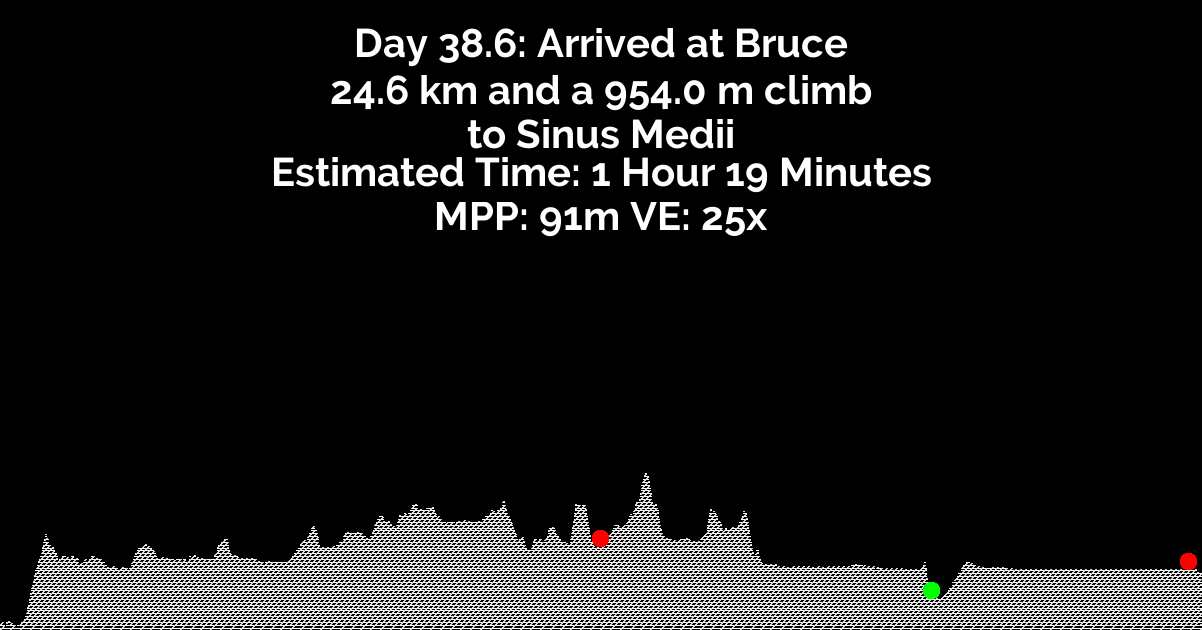 Day 38.6: Arrived at Bruce
24.6 km and a 954.0 m climb
to Sinus Medii
Estimated Time: 1 Hour 19 Minutes
MPP: 91m VE: 25x